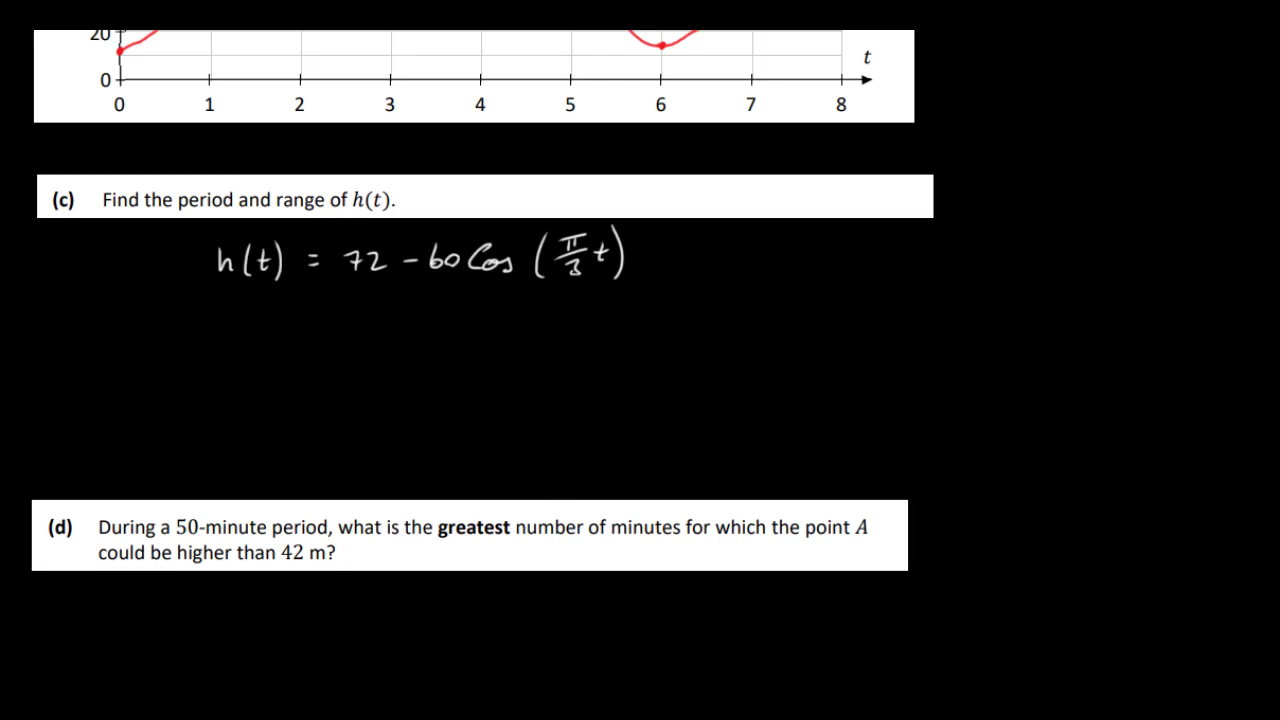 20
0
t
0 1 2 3 4 5 6 7 8
(c) Find the period and range of h(t).
h(t) = 72 - 60 Cos (π/3 t)
(d) During a 50-minute period, what is the greatest number of minutes for which the point A
could be higher than 42 m?